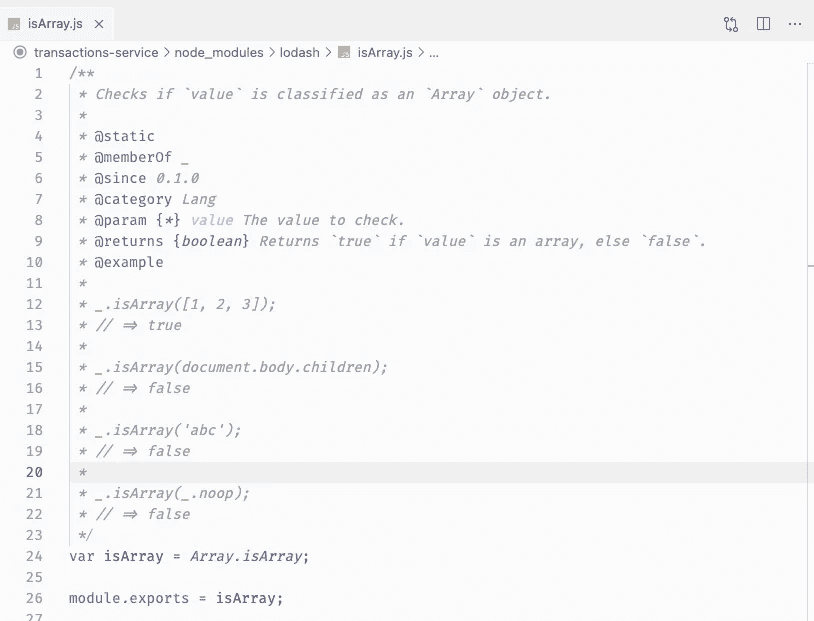 isArray.js
transactions-service > node_modules > lodash > isArray.js > ...
1 /**
2 * Checks if `value` is classified as an `Array` object.
3 *
4 * @static
5 * @memberOf _
6 * @since 0.1.0
7 * @category Lang
8 * @param {*} value The value to check.
9 * @returns {boolean} Returns `true` if `value` is an array, else `false`.
10 * @example
11 *
12 * _.isArray([1, 2, 3]);
13 * // => true
14 *
15 * _.isArray(document.body.children);
16 * // => false
17 *
18 * _.isArray('abc');
19 * // => false
20 *
21 * _.isArray(_.noop);
22 * // => false
23 */
24 var isArray = Array.isArray;
25
26 module.exports = isArray;
27